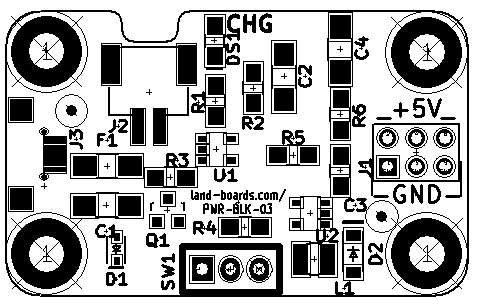 CHG
DS1
C4
C2
R1
R2
R6
_+5V_
J2
F1
J3
R5
U1
R3
J1
land-boards.com/
PWR-BLK-03
-GND-
C3
R4
C1
Q1
U2
D2
D1
SW1
L1